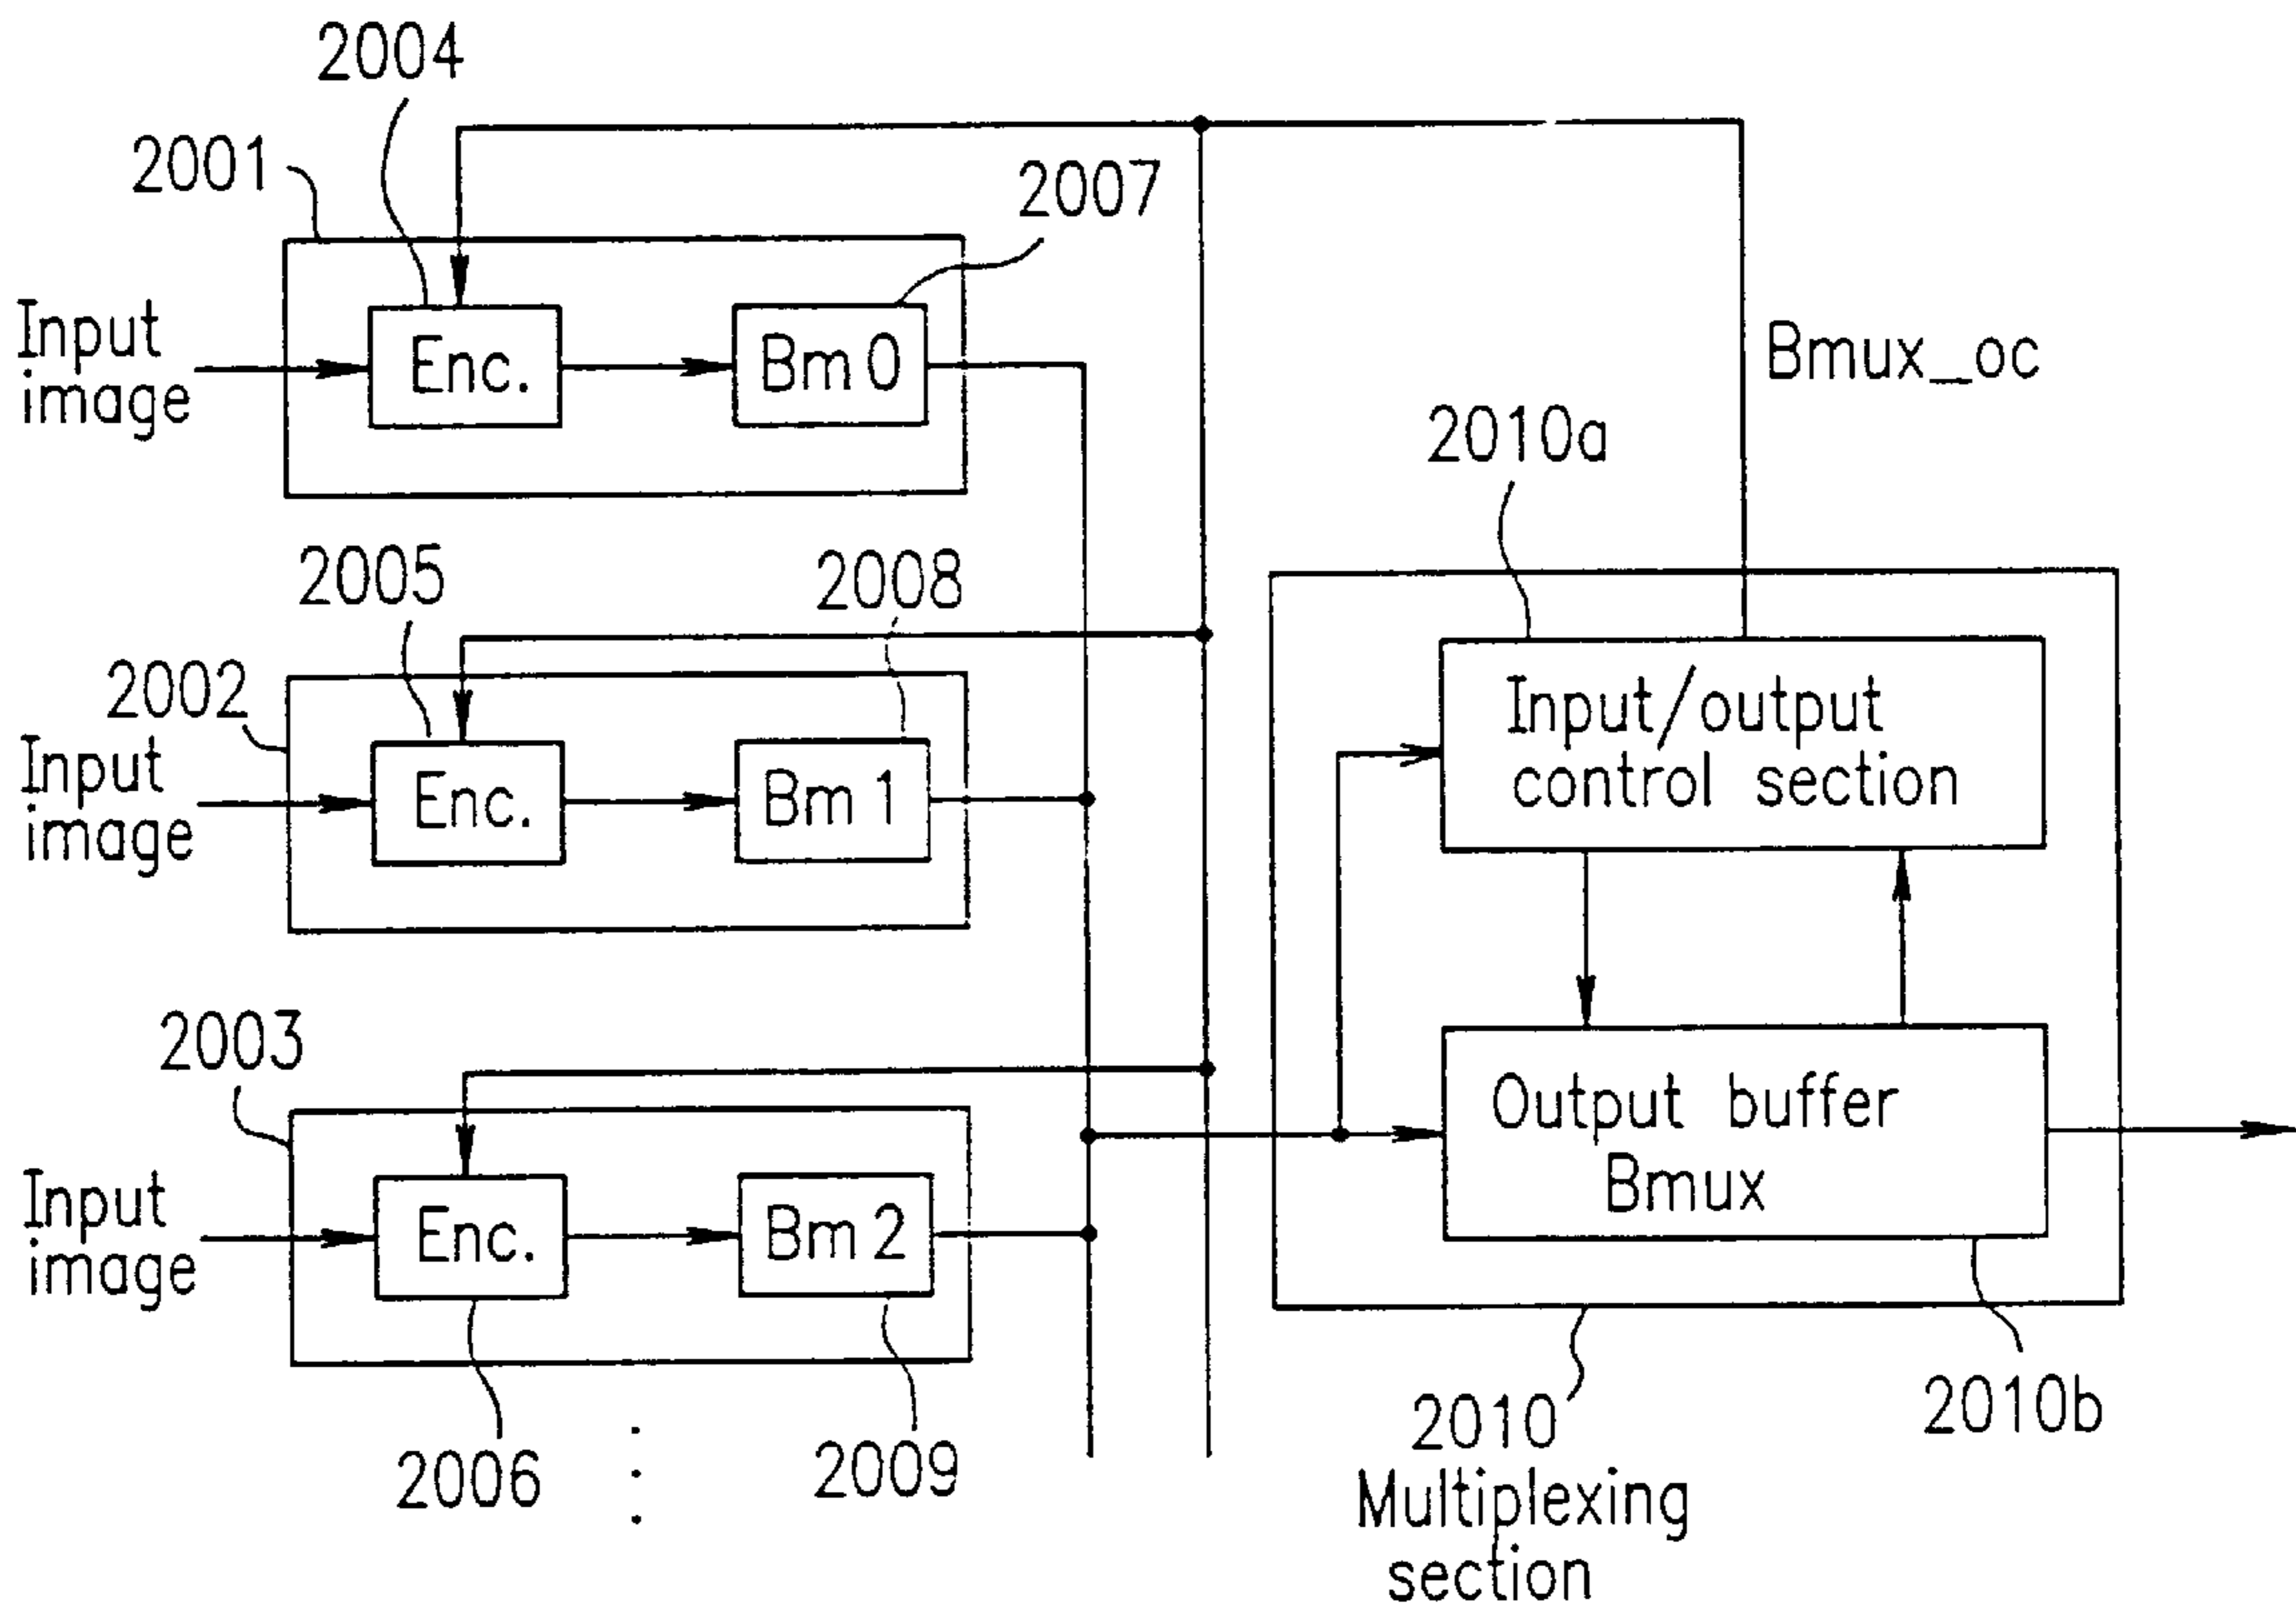 2004
2001
2007
Input
image
Enc.
Bm 0
Bmux_oc
2010a
2005
2008
2002
Input
image
Enc.
Bm 1
Input/output
control section
2003
Input
image
Enc.
Bm 2
Output buffer
Bmux
2006
2009
2010
Multiplexing
section
2010b